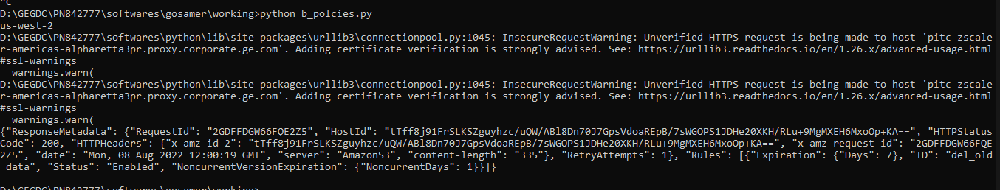 ^C
D:\GEGDC\PN842777\softwares\gosamer\working>python b_polcies.py
us-west-2
D:\GEGDC\PN842777\softwares\python\lib\site-packages\urllib3\connectionpool.py:1045: InsecureRequestWarning: Unverified HTTPS request is being made to host 'pitc-zscale
r-americas-alpharetta3pr.proxy.corporate.ge.com'. Adding certificate verification is strongly advised. See: https://urllib3.readthedocs.io/en/1.26.x/advanced-usage.html
#ssl-warnings
  warnings.warn(
D:\GEGDC\PN842777\softwares\python\lib\site-packages\urllib3\connectionpool.py:1045: InsecureRequestWarning: Unverified HTTPS request is being made to host 'pitc-zscale
r-americas-alpharetta3pr.proxy.corporate.ge.com'. Adding certificate verification is strongly advised. See: https://urllib3.readthedocs.io/en/1.26.x/advanced-usage.html
#ssl-warnings
  warnings.warn(
{"ResponseMetadata": {"RequestId": "2GDFFDGW66FQE2Z5", "HostId": "tTff8j91FrSLKSZguyhzc/uQW/ABl8Dn70J7GpsVdoaREpB/7sWGOPS1JDHe20XKH/RLu+9MgMXEH6MxoOp+KA==", "HTTPStatus
Code": 200, "HTTPHeaders": {"x-amz-id-2": "tTff8j91FrSLKSZguyhzc/uQW/ABl8Dn70J7GpsVdoaREpB/7sWGOPS1JDHe20XKH/RLu+9MgMXEH6MxoOp+KA==", "x-amz-request-id": "2GDFFDGW66FQE
2Z5", "date": "Mon, 08 Aug 2022 12:00:19 GMT", "server": "AmazonS3", "content-length": "335"}, "RetryAttempts": 1}, "Rules": [{"Expiration": {"Days": 7}, "ID": "del_old
_data", "Status": "Enabled", "NoncurrentVersionExpiration": {"NoncurrentDays": 1}}]}
D:\GEGDC\PN842777\softwares\gosamer\working>